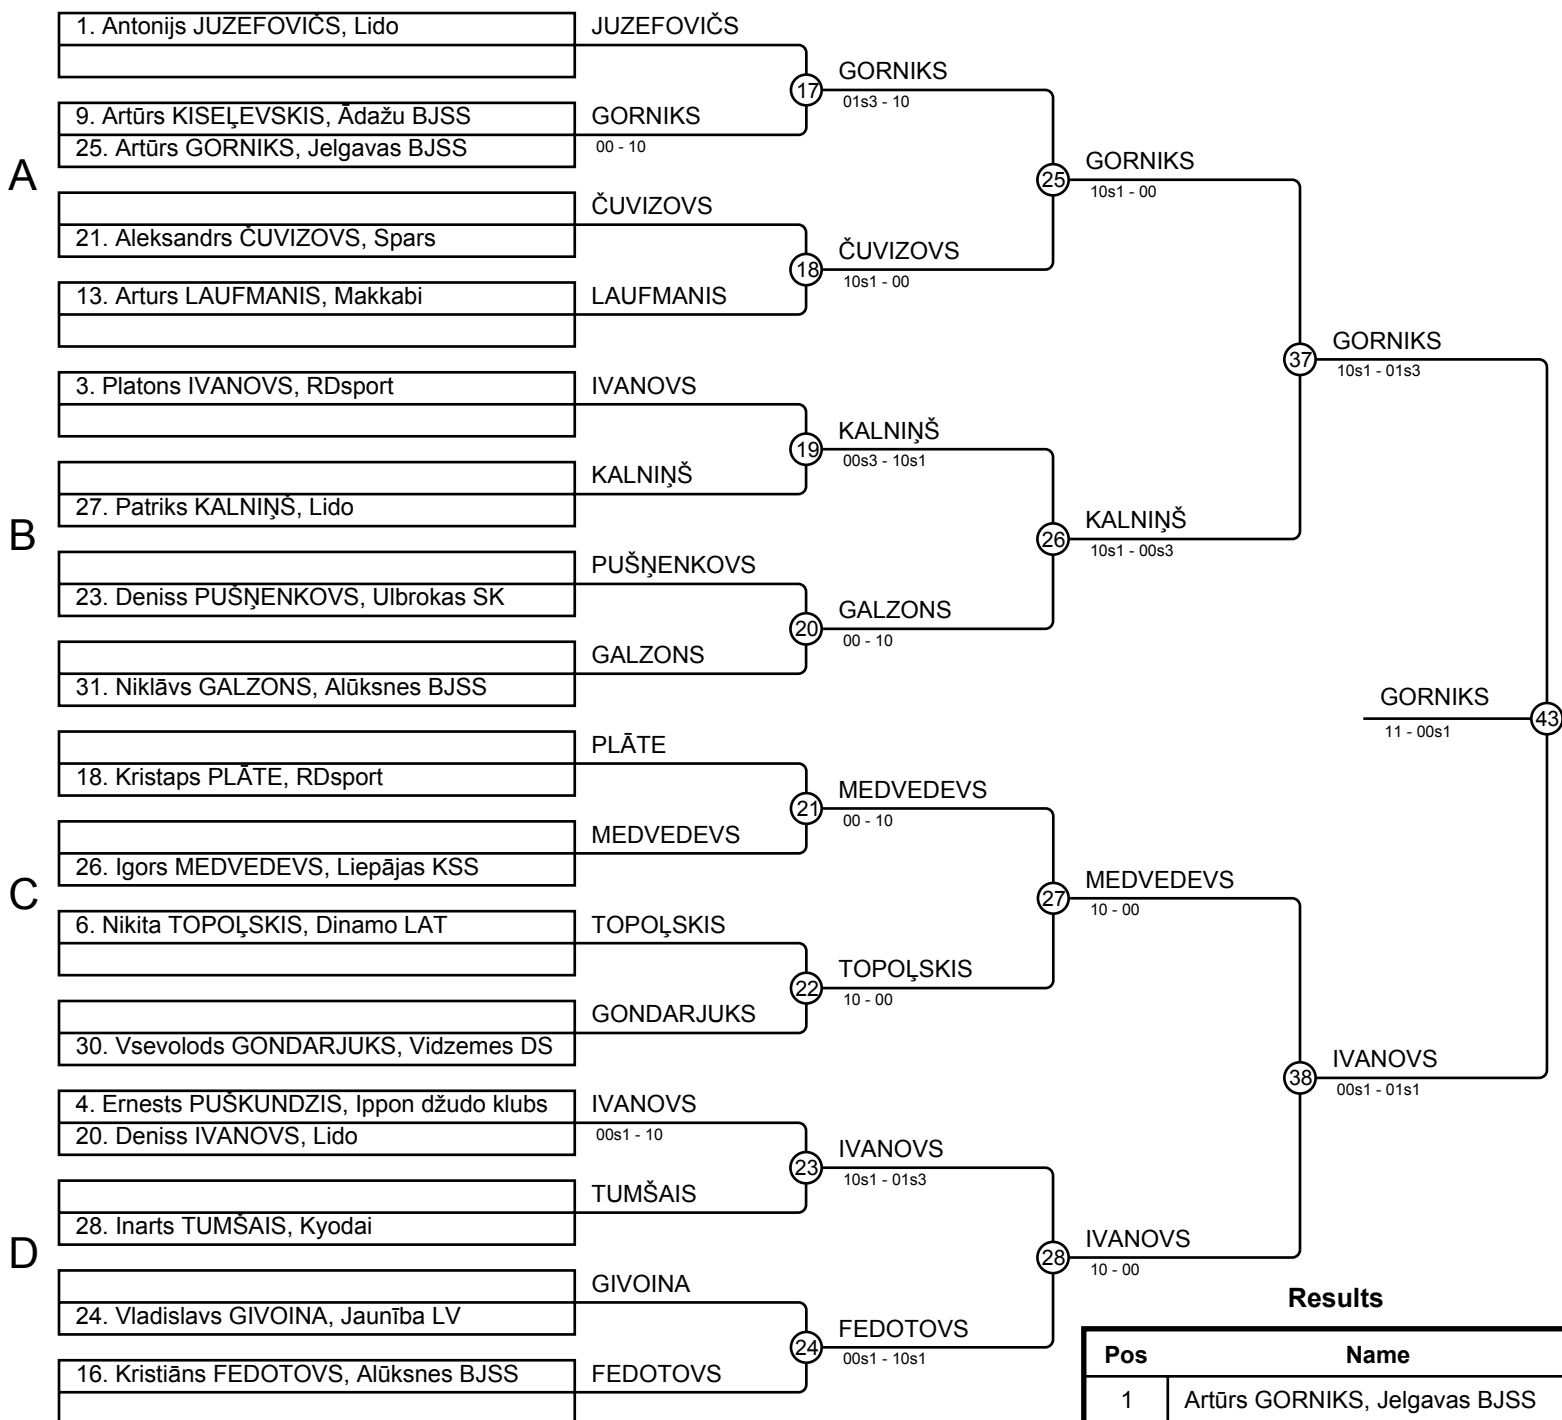 1. Antonijs JUZEFOVIČS, Lido
JUZEFOVIČS
17
GORNIKS
01s3 - 10
9. Artūrs KISEĻEVSKIS, Ādažu BJSS
25. Artūrs GORNIKS, Jelgavas BJSS
GORNIKS
00 - 10
A
25
GORNIKS
10s1 - 00
21. Aleksandrs ČUVIZOVS, Spars
ČUVIZOVS
18
ČUVIZOVS
10s1 - 00
13. Arturs LAUFMANIS, Makkabi
LAUFMANIS
37
GORNIKS
10s1 - 01s3
3. Platons IVANOVS, RDsport
IVANOVS
19
KALNIŅŠ
00s3 - 10s1
27. Patriks KALNIŅŠ, Lido
KALNIŅŠ
B
26
KALNIŅŠ
10s1 - 00s3
23. Deniss PUŠŅENKOVS, Ulbrokas SK
PUŠŅENKOVS
20
GALZONS
00 - 10
31. Niklāvs GALZONS, Alūksnes BJSS
GALZONS
GORNIKS
11 - 00s1
43
18. Kristaps PLĀTE, RDsport
PLĀTE
21
MEDVEDEVS
00 - 10
26. Igors MEDVEDEVS, Liepājas KSS
MEDVEDEVS
C
27
MEDVEDEVS
10 - 00
6. Nikita TOPOĻSKIS, Dinamo LAT
TOPOĻSKIS
22
TOPOĻSKIS
10 - 00
30. Vsevolods GONDARJUKS, Vidzemes DS
GONDARJUKS
38
IVANOVS
00s1 - 01s1
4. Ernests PUŠKUNDZIS, Ippon džudo klubs
20. Deniss IVANOVS, Lido
IVANOVS
00s1 - 10
23
IVANOVS
10s1 - 01s3
28. Inarts TUMŠAIS, Kyodai
TUMŠAIS
D
28
IVANOVS
10 - 00
24. Vladislavs GIVOINA, Jaunība LV
GIVOINA
24
FEDOTOVS
00s1 - 10s1
16. Kristiāns FEDOTOVS, Alūksnes BJSS
FEDOTOVS
Results
Pos Name
1 Artūrs GORNIKS, Jelgavas BJSS